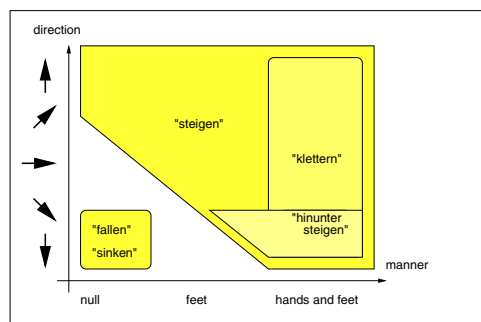 direction
"steigen"
"klettern"
"hinunter
steigen"
"fallen"
"sinken"
manner
null feet hands and feet